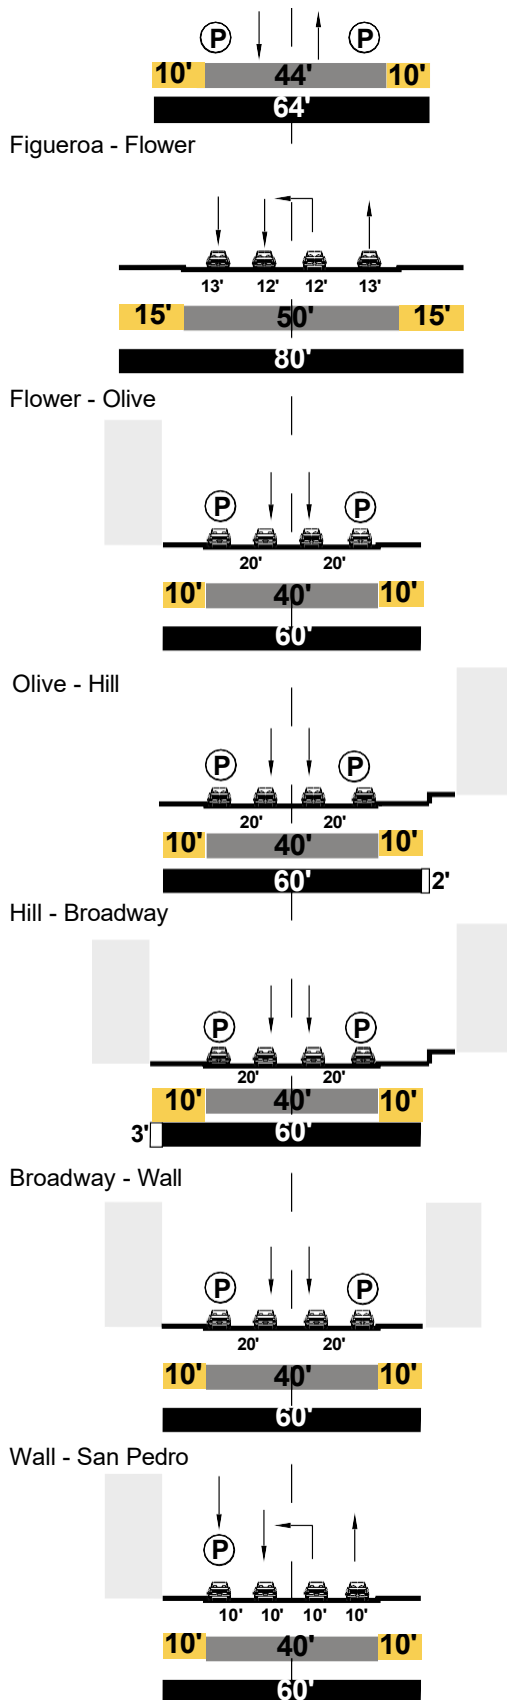 P P
10' 44' 10'
64'
Figueroa - Flower
13' 12' 12' 13'
15' 50' 15'
80'
Flower - Olive
P P
20' 20'
10' 40' 10'
60'
Olive - Hill
P P
20' 20'
10' 40' 10'
60' 2'
Hill - Broadway
P P
20' 20'
10' 40' 10'
3' 60'
Broadway - Wall
P P
20' 20'
10' 40' 10'
60'
Wall - San Pedro
P
10' 10' 10' 10'
10' 40' 10'
60'